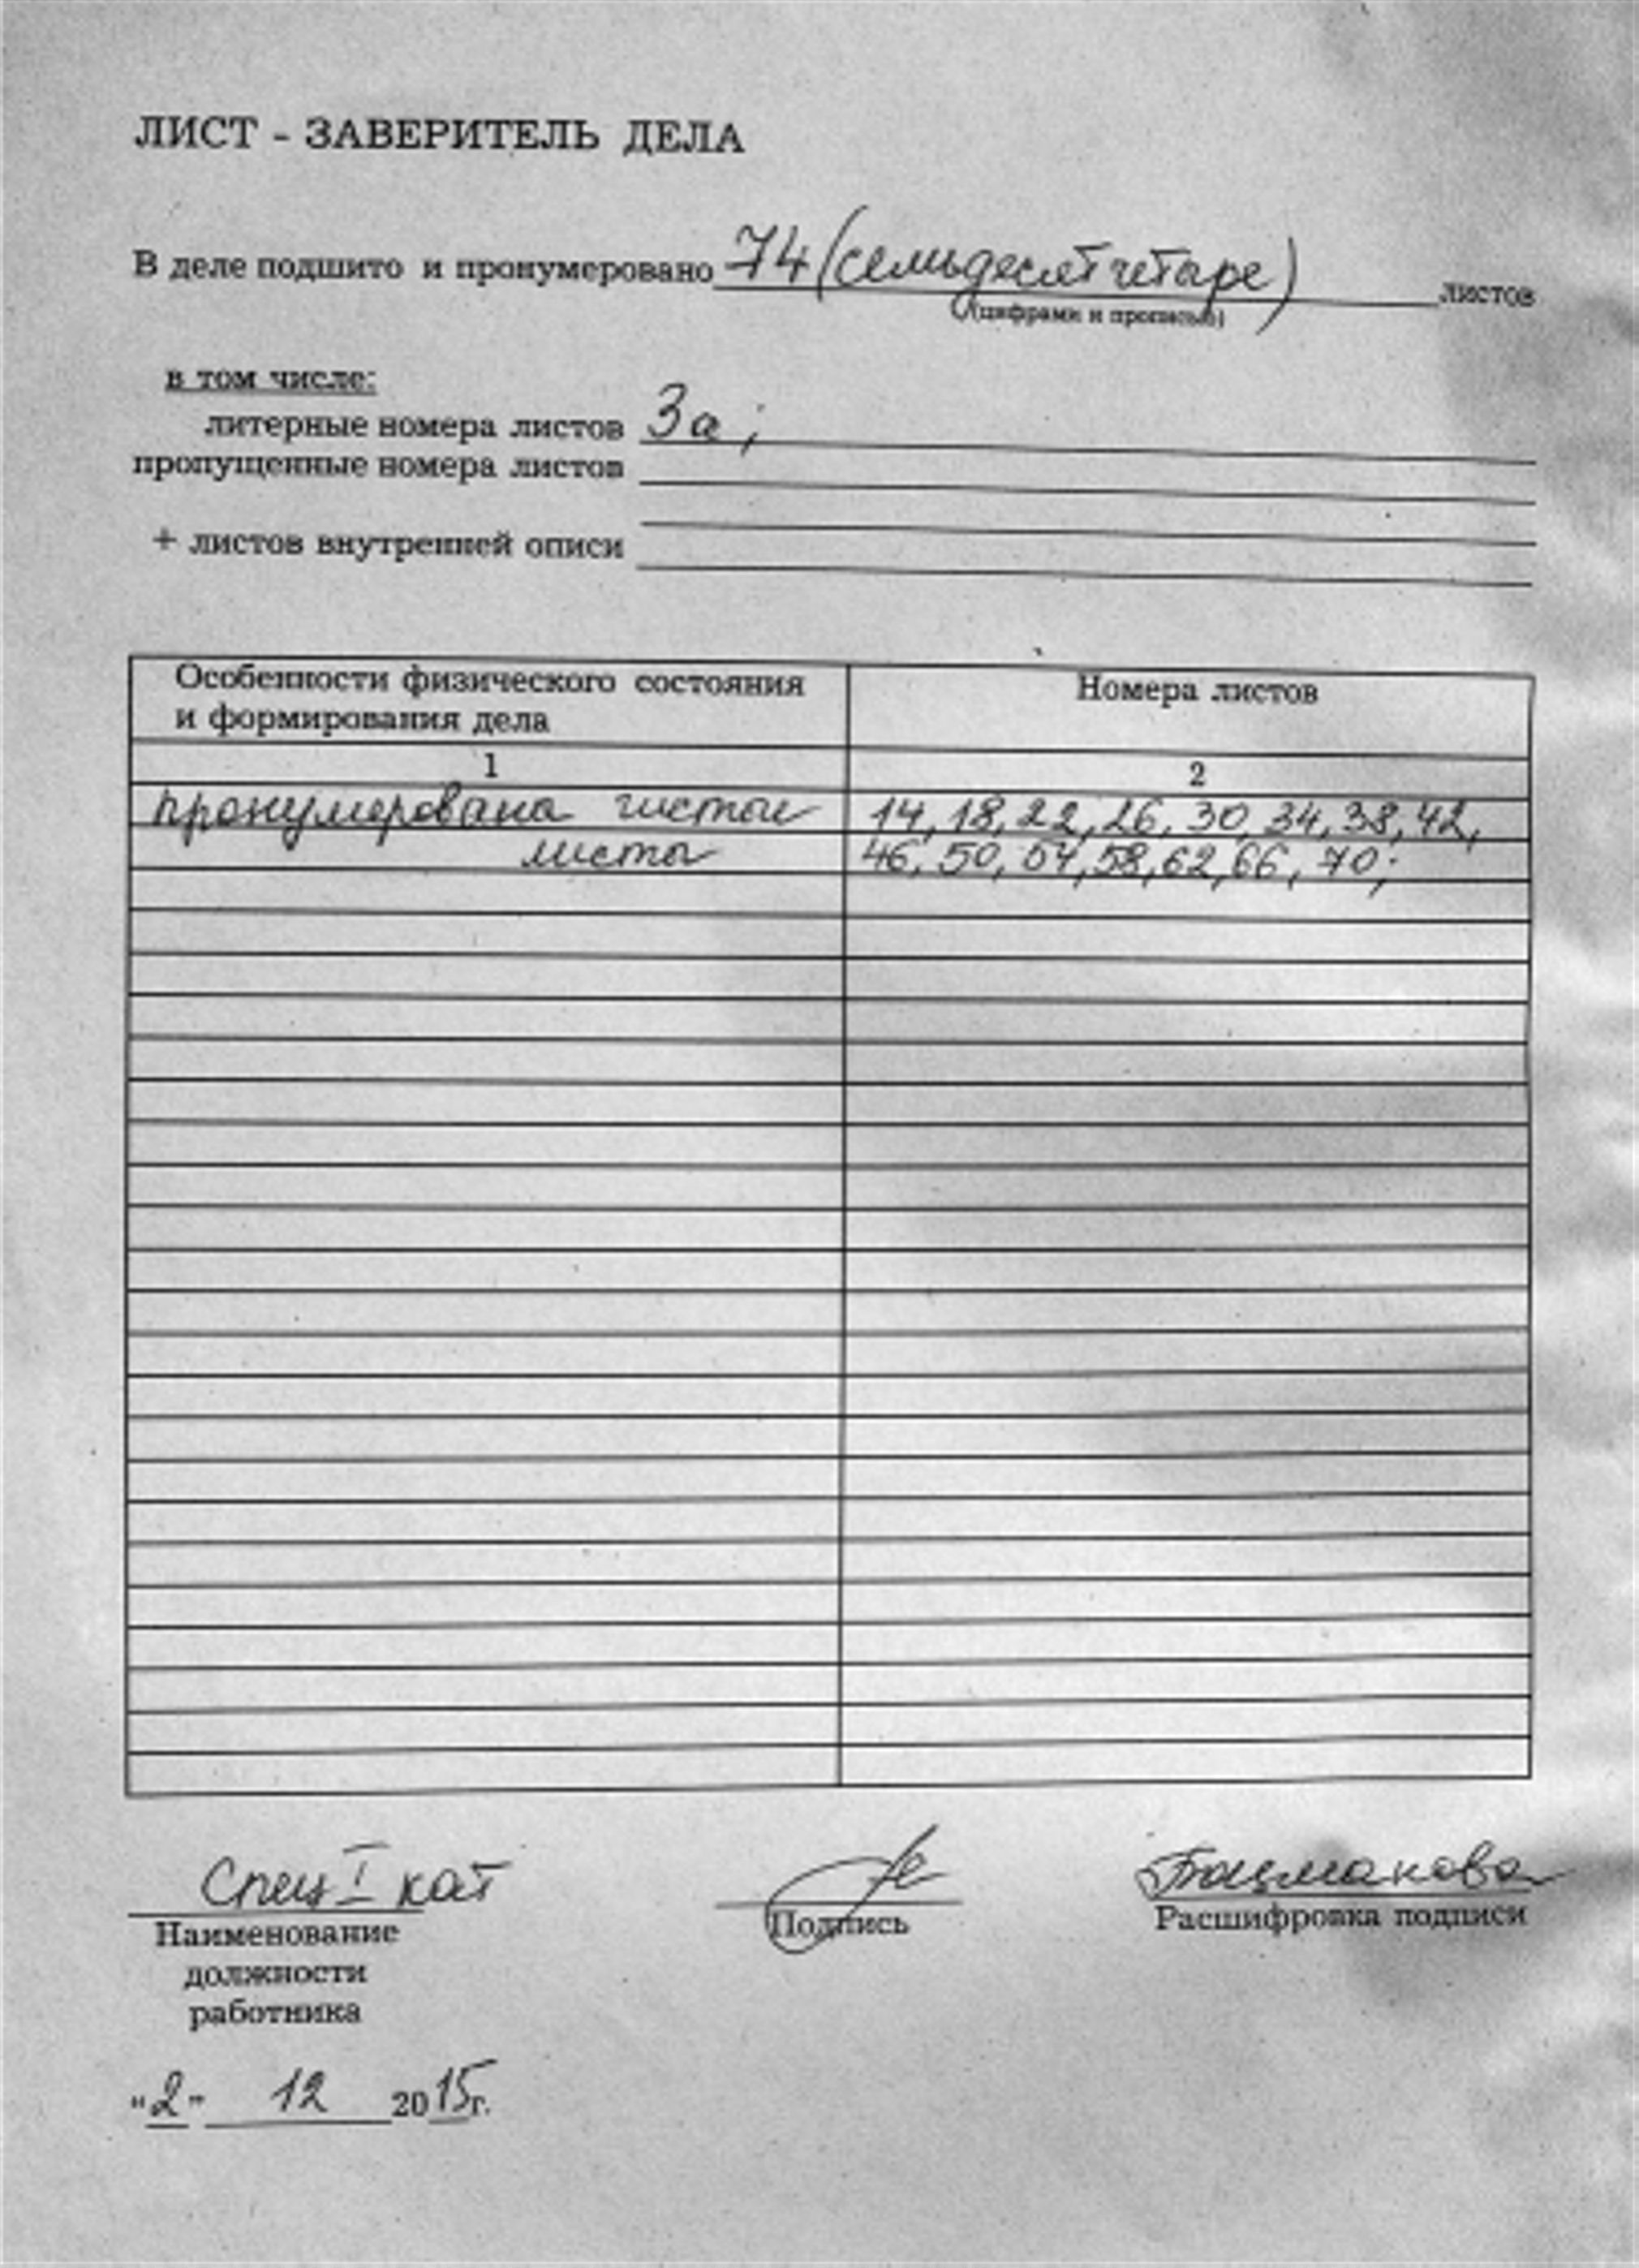 ЛИСТ - ЗАВЕРИТЕЛЬ ДЕЛА
В деле подшито и пронумеровано 74 (семьдесят четыре) листов
(цифрами и прописью)
в том числе:
литерные номера листов 3а;
пропущенные номера листов
+ листов внутренней описи
Особенности физического состояния и формирования дела
Номера листов
1
2
пронумерована чистые 14, 18, 22, 26, 30, 34, 38, 42,
листы 46, 50, 54, 58, 62, 66, 70;
Спец I кат
Наименование должности работника
Подпись
Расшифровка подписи
"2" 12 2015г.